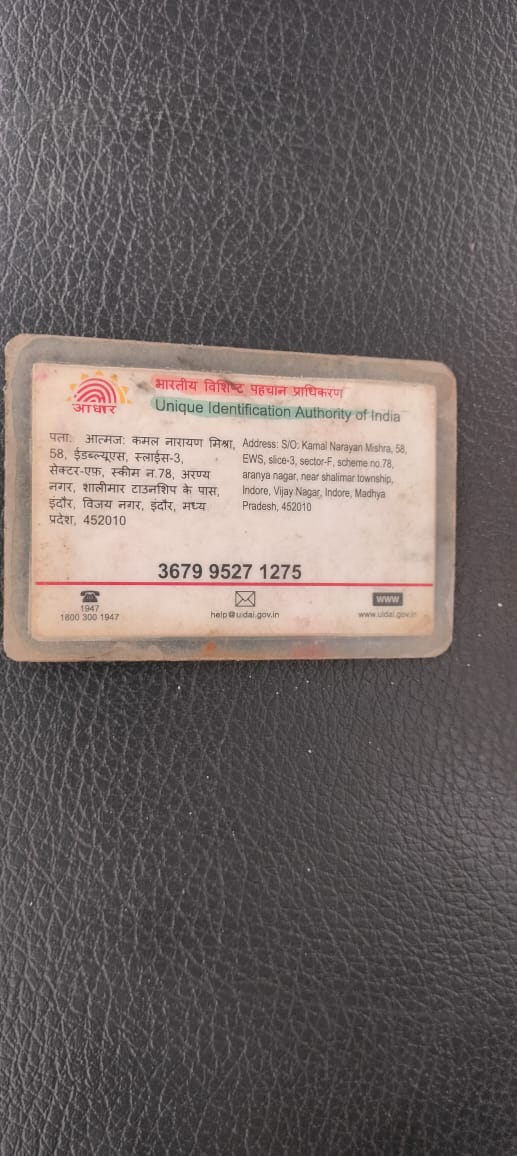 आधार
भारतीय विशिष्ट पहचान प्राधिकरण
Unique Identification Authority of India
पता: आत्मज: कमल नारायण मिश्रा,
58, ईडब्ल्यूएस, स्लाईस-3,
सेक्टर-एफ, स्कीम न.78, अरण्य
नगर, शालीमार टाउनशिप के पास,
इंदौर, विजय नगर, इंदौर, मध्य
प्रदेश, 452010
Address: S/O: Kamal Narayan Mishra, 58,
EWS, slice-3, sector-F, scheme no.78,
aranya nagar, near shalimar township,
Indore, Vijay Nagar, Indore, Madhya
Pradesh, 452010
3679 9527 1275
1947
1800 300 1947
help@uidai.gov.in
WWW
www.uidai.gov.in